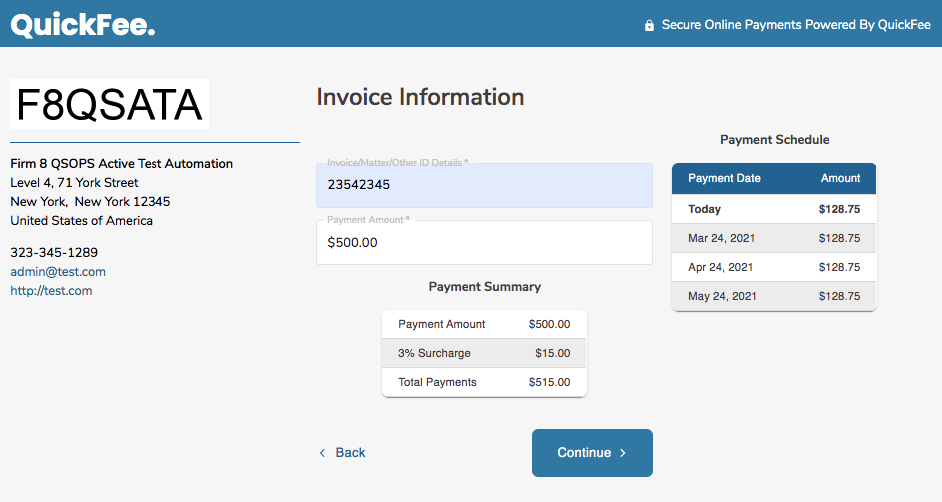 QuickFee.
Secure Online Payments Powered By QuickFee
F8QSATA
Firm 8 QSOPS Active Test Automation
Level 4, 71 York Street
New York, New York 12345
United States of America
323-345-1289
admin@test.com
http://test.com
Invoice Information
Invoice/Matter/Other ID Details *
23542345
Payment Amount *
$500.00
Payment Summary
Payment Amount $500.00
3% Surcharge $15.00
Total Payments $515.00
Back
Continue
Payment Schedule
Payment Date Amount
Today $128.75
Mar 24, 2021 $128.75
Apr 24, 2021 $128.75
May 24, 2021 $128.75